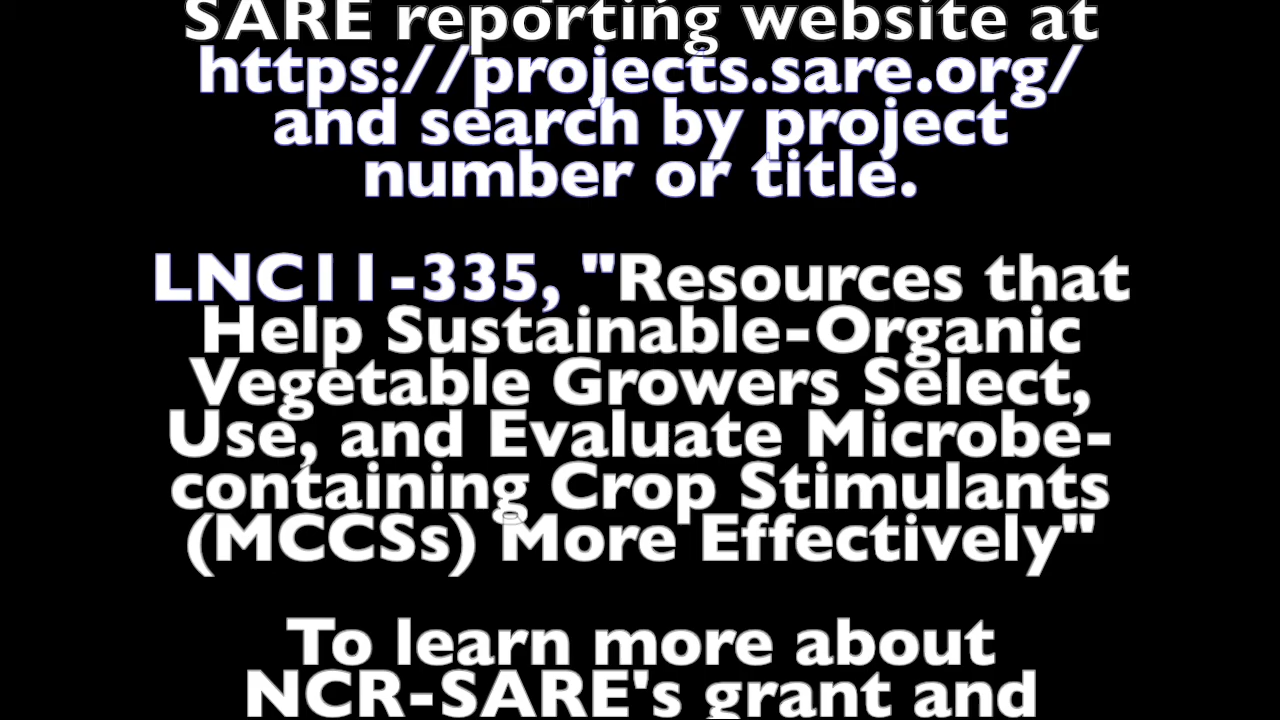 SARE reporting website at
https://projects.sare.org/
and search by project
number or title.
LNC11-335, "Resources that
Help Sustainable-Organic
Vegetable Growers Select,
Use, and Evaluate Microbe-
containing Crop Stimulants
(MCCSs) More Effectively"
To learn more about
NCR-SARE's grant and